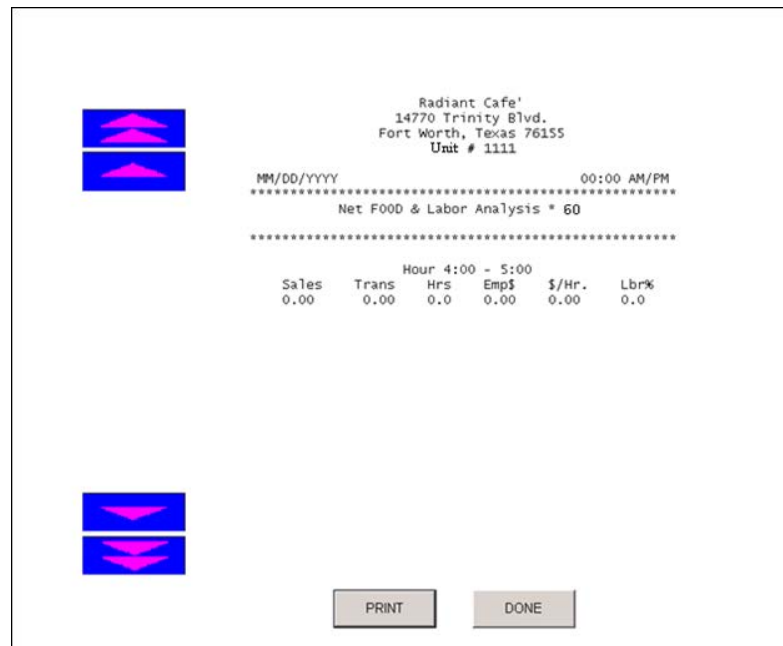 Radiant Cafe'
14770 Trinity Blvd.
Fort Worth, Texas 76155
Unit # 1111
MM/DD/YYYY 00:00 AM/PM
*****************************************************
Net FOOD & Labor Analysis * 60
*****************************************************
Hour 4:00 - 5:00
Sales Trans Hrs Emp$ $/Hr. Lbr%
0.00 0.00 0.0 0.00 0.00 0.0
PRINT DONE